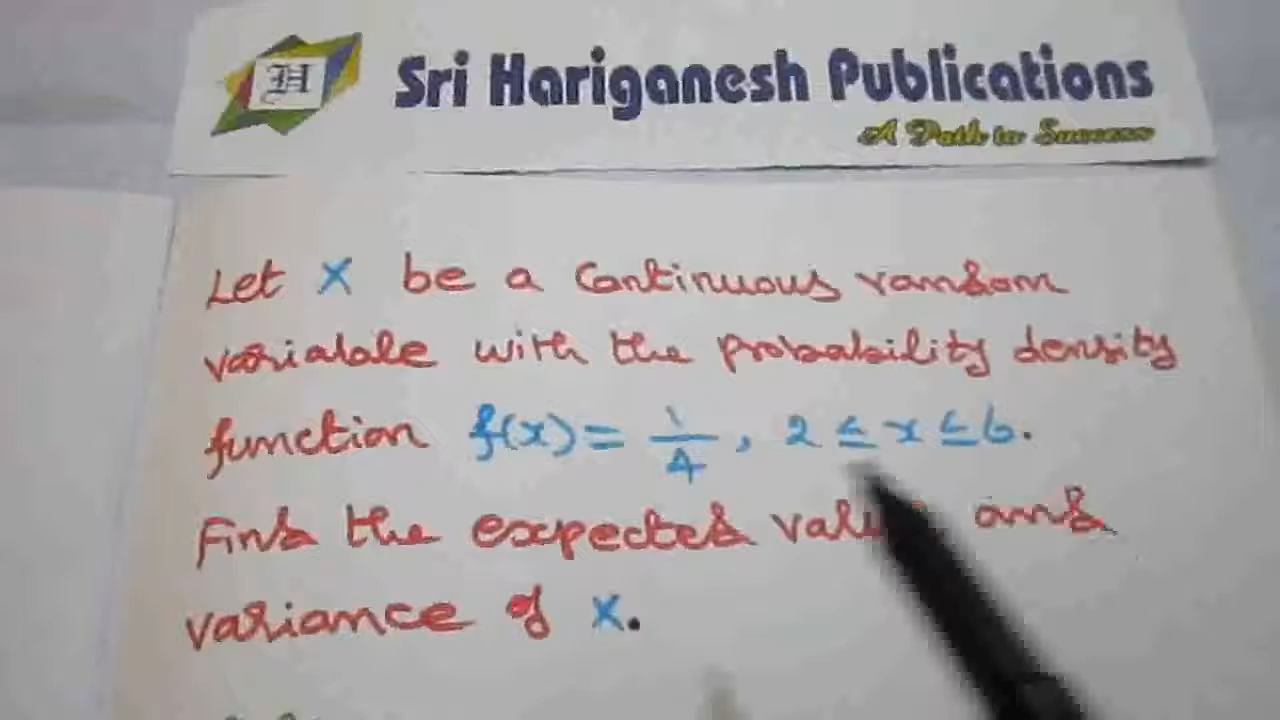 H
Sri Hariganesh Publications
A Path to Success
Let X be a Continuous random
variable with the probability density
function f(x) = 1/4, 2 ≤ x ≤ 6.
Find the expected value and
variance of X.